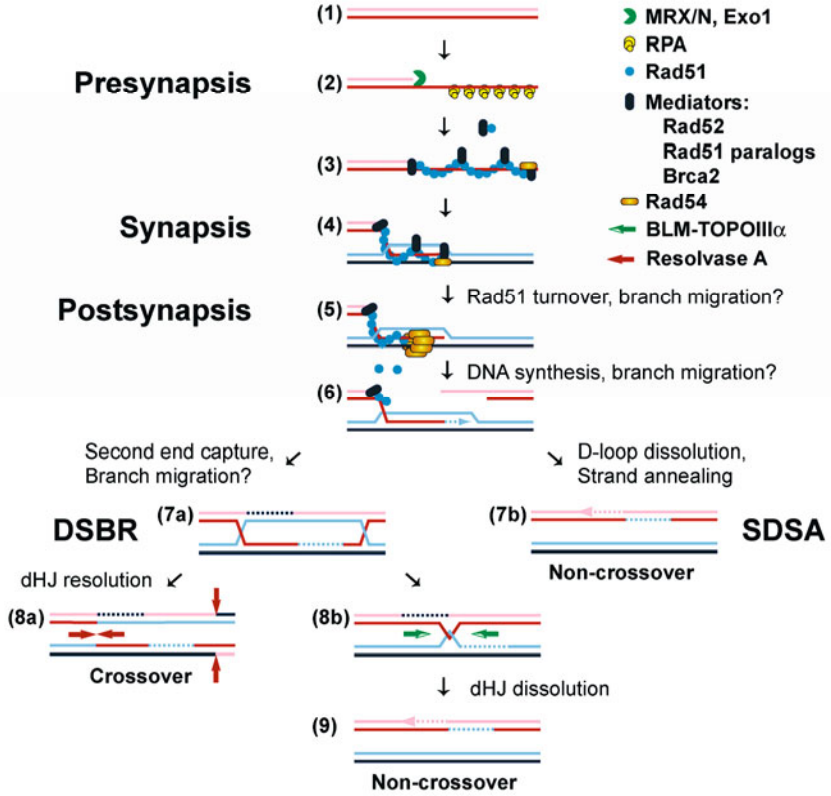 (1)
MRX/N, Exo1
RPA
Presynapsis
(2)
Rad51
Mediators:
Rad52
Rad51 paralogs
Brca2
(3)
Rad54
Synapsis
(4)
BLM-TOPOIIIα
Resolvase A
Postsynapsis
Rad51 turnover, branch migration?
(5)
DNA synthesis, branch migration?
(6)
Second end capture,
Branch migration?
D-loop dissolution,
Strand annealing
DSBR
(7a)
(7b)
SDSA
Non-crossover
dHJ resolution
(8a)
(8b)
Crossover
dHJ dissolution
(9)
Non-crossover